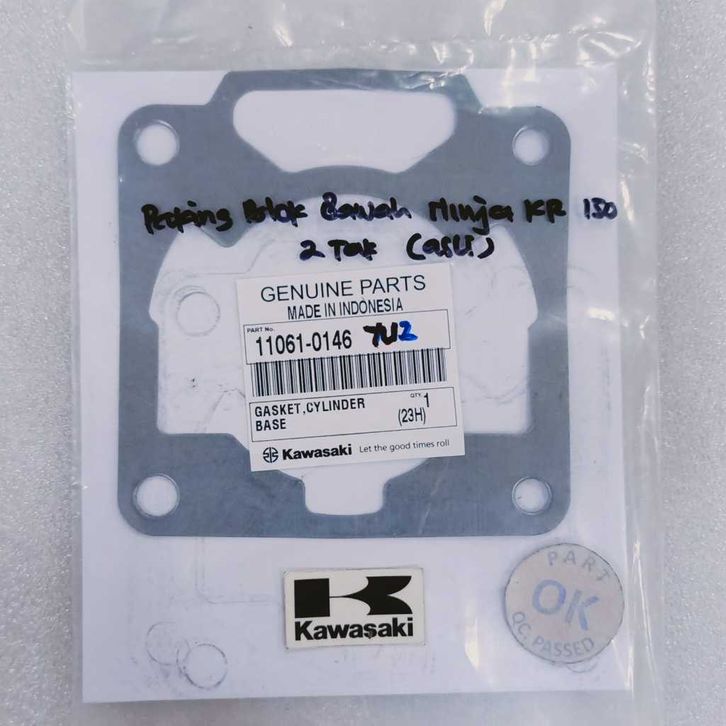 Paking Blok Bawah Ninja KR 150
2 Tak (asli)
GENUINE PARTS
MADE IN INDONESIA
PART No.
11061-0146 TUZ
GASKET,CYLINDER
BASE
QTY. 1
(23H)
Kawasaki Let the good times roll
Kawasaki
PART
OK
QC. PASSED